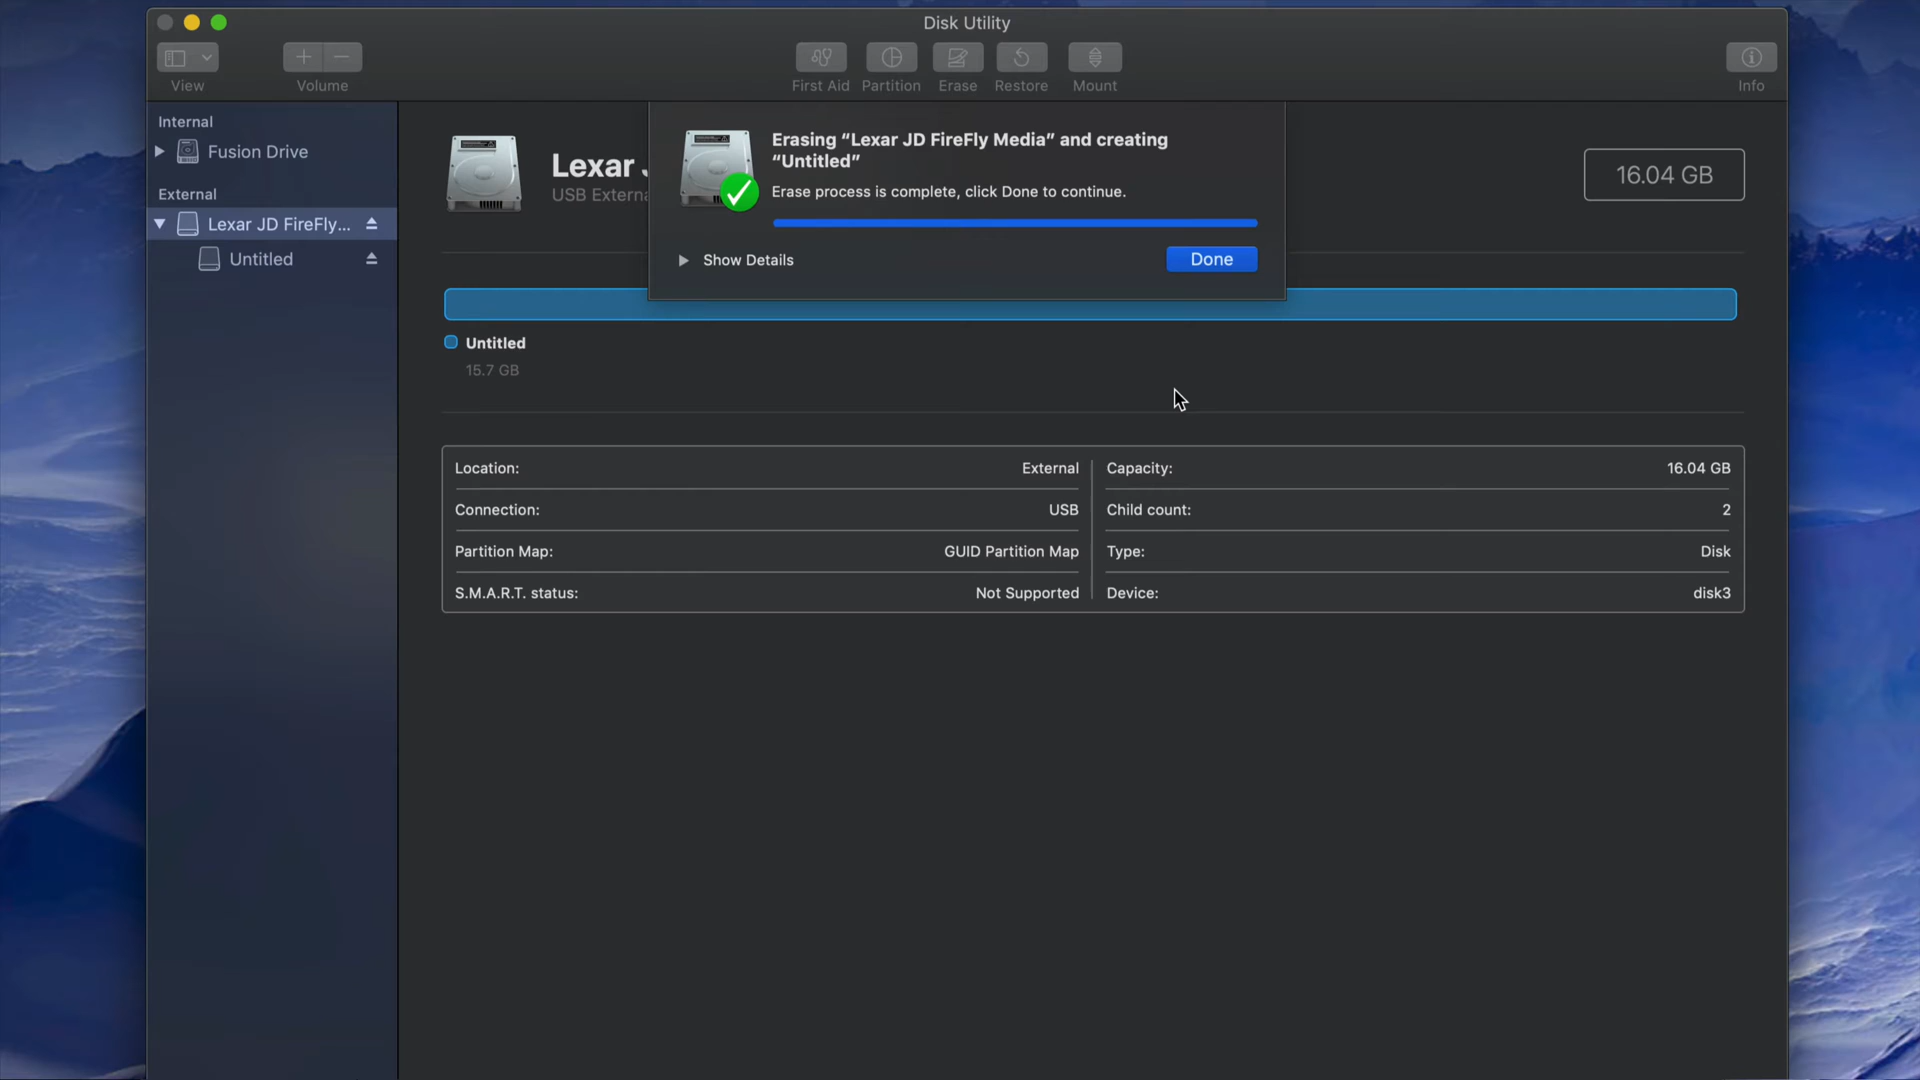 Disk Utility
View
Volume
First Aid
Partition
Erase
Restore
Mount
Info
Internal
Fusion Drive
External
Lexar JD FireFly...
Untitled
Lexar
USB Externa
Erasing “Lexar JD FireFly Media” and creating
“Untitled”
Erase process is complete, click Done to continue.
Show Details
Done
16.04 GB
Untitled
15.7 GB
Location: External
Connection: USB
Partition Map: GUID Partition Map
S.M.A.R.T. status: Not Supported
Capacity: 16.04 GB
Child count: 2
Type: Disk
Device: disk3